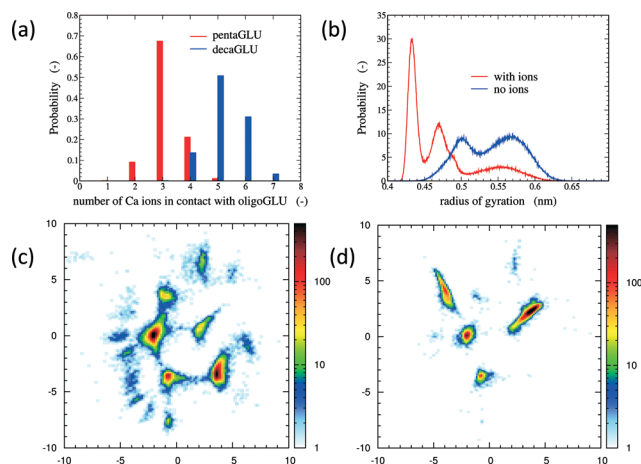 (a)
pentaGLU
decaGLU
Probability (-)
0.8
0.7
0.6
0.5
0.4
0.3
0.2
0.1
0
0 1 2 3 4 5 6 7 8
number of Ca ions in contact with oligoGLU (-)
(b)
with ions
no ions
Probability (-)
35
30
25
20
15
10
5
0
0.4 0.45 0.5 0.55 0.6 0.65
radius of gyration (nm)
(c)
10
5
0
-5
-10
-10 -5 0 5 10
100
10
1
(d)
10
5
0
-5
-10
-10 -5 0 5 10
100
10
1